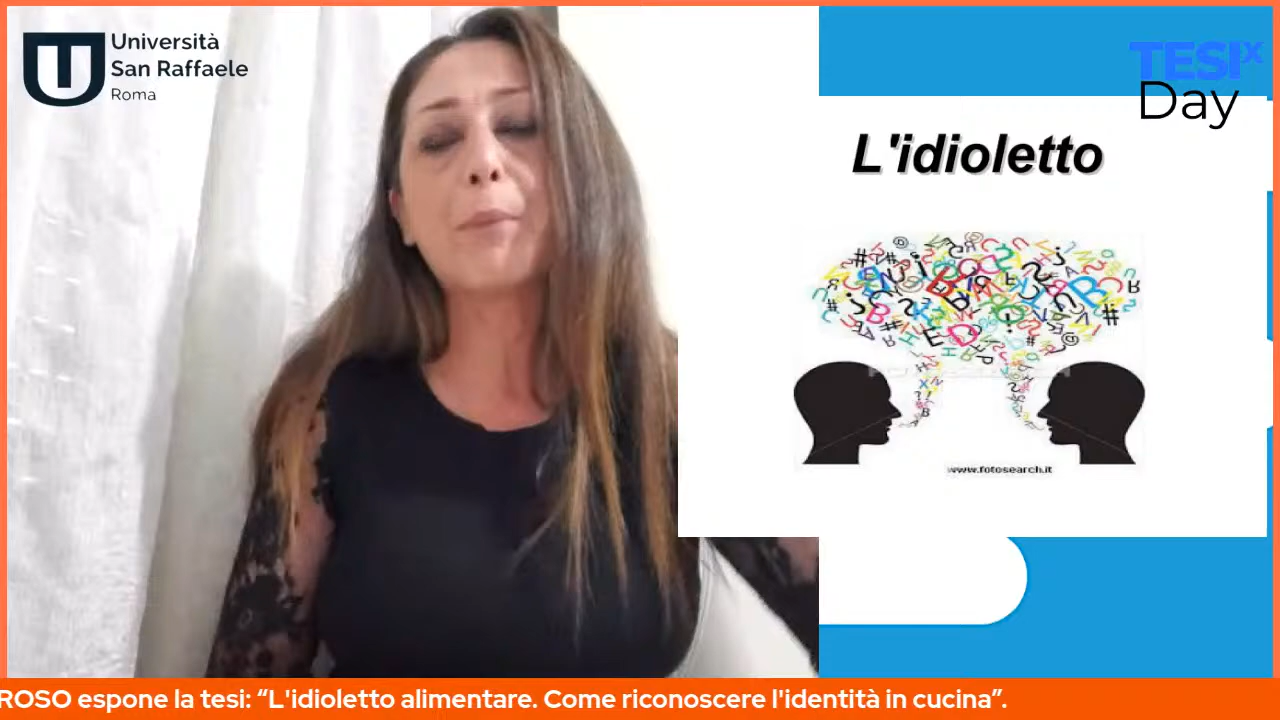 Università
San Raffaele
Roma
TESIx
Day
L'idioletto
www.fotosearch.it
ROSO espone la tesi: “L'idioletto alimentare. Come riconoscere l'identità in cucina”.